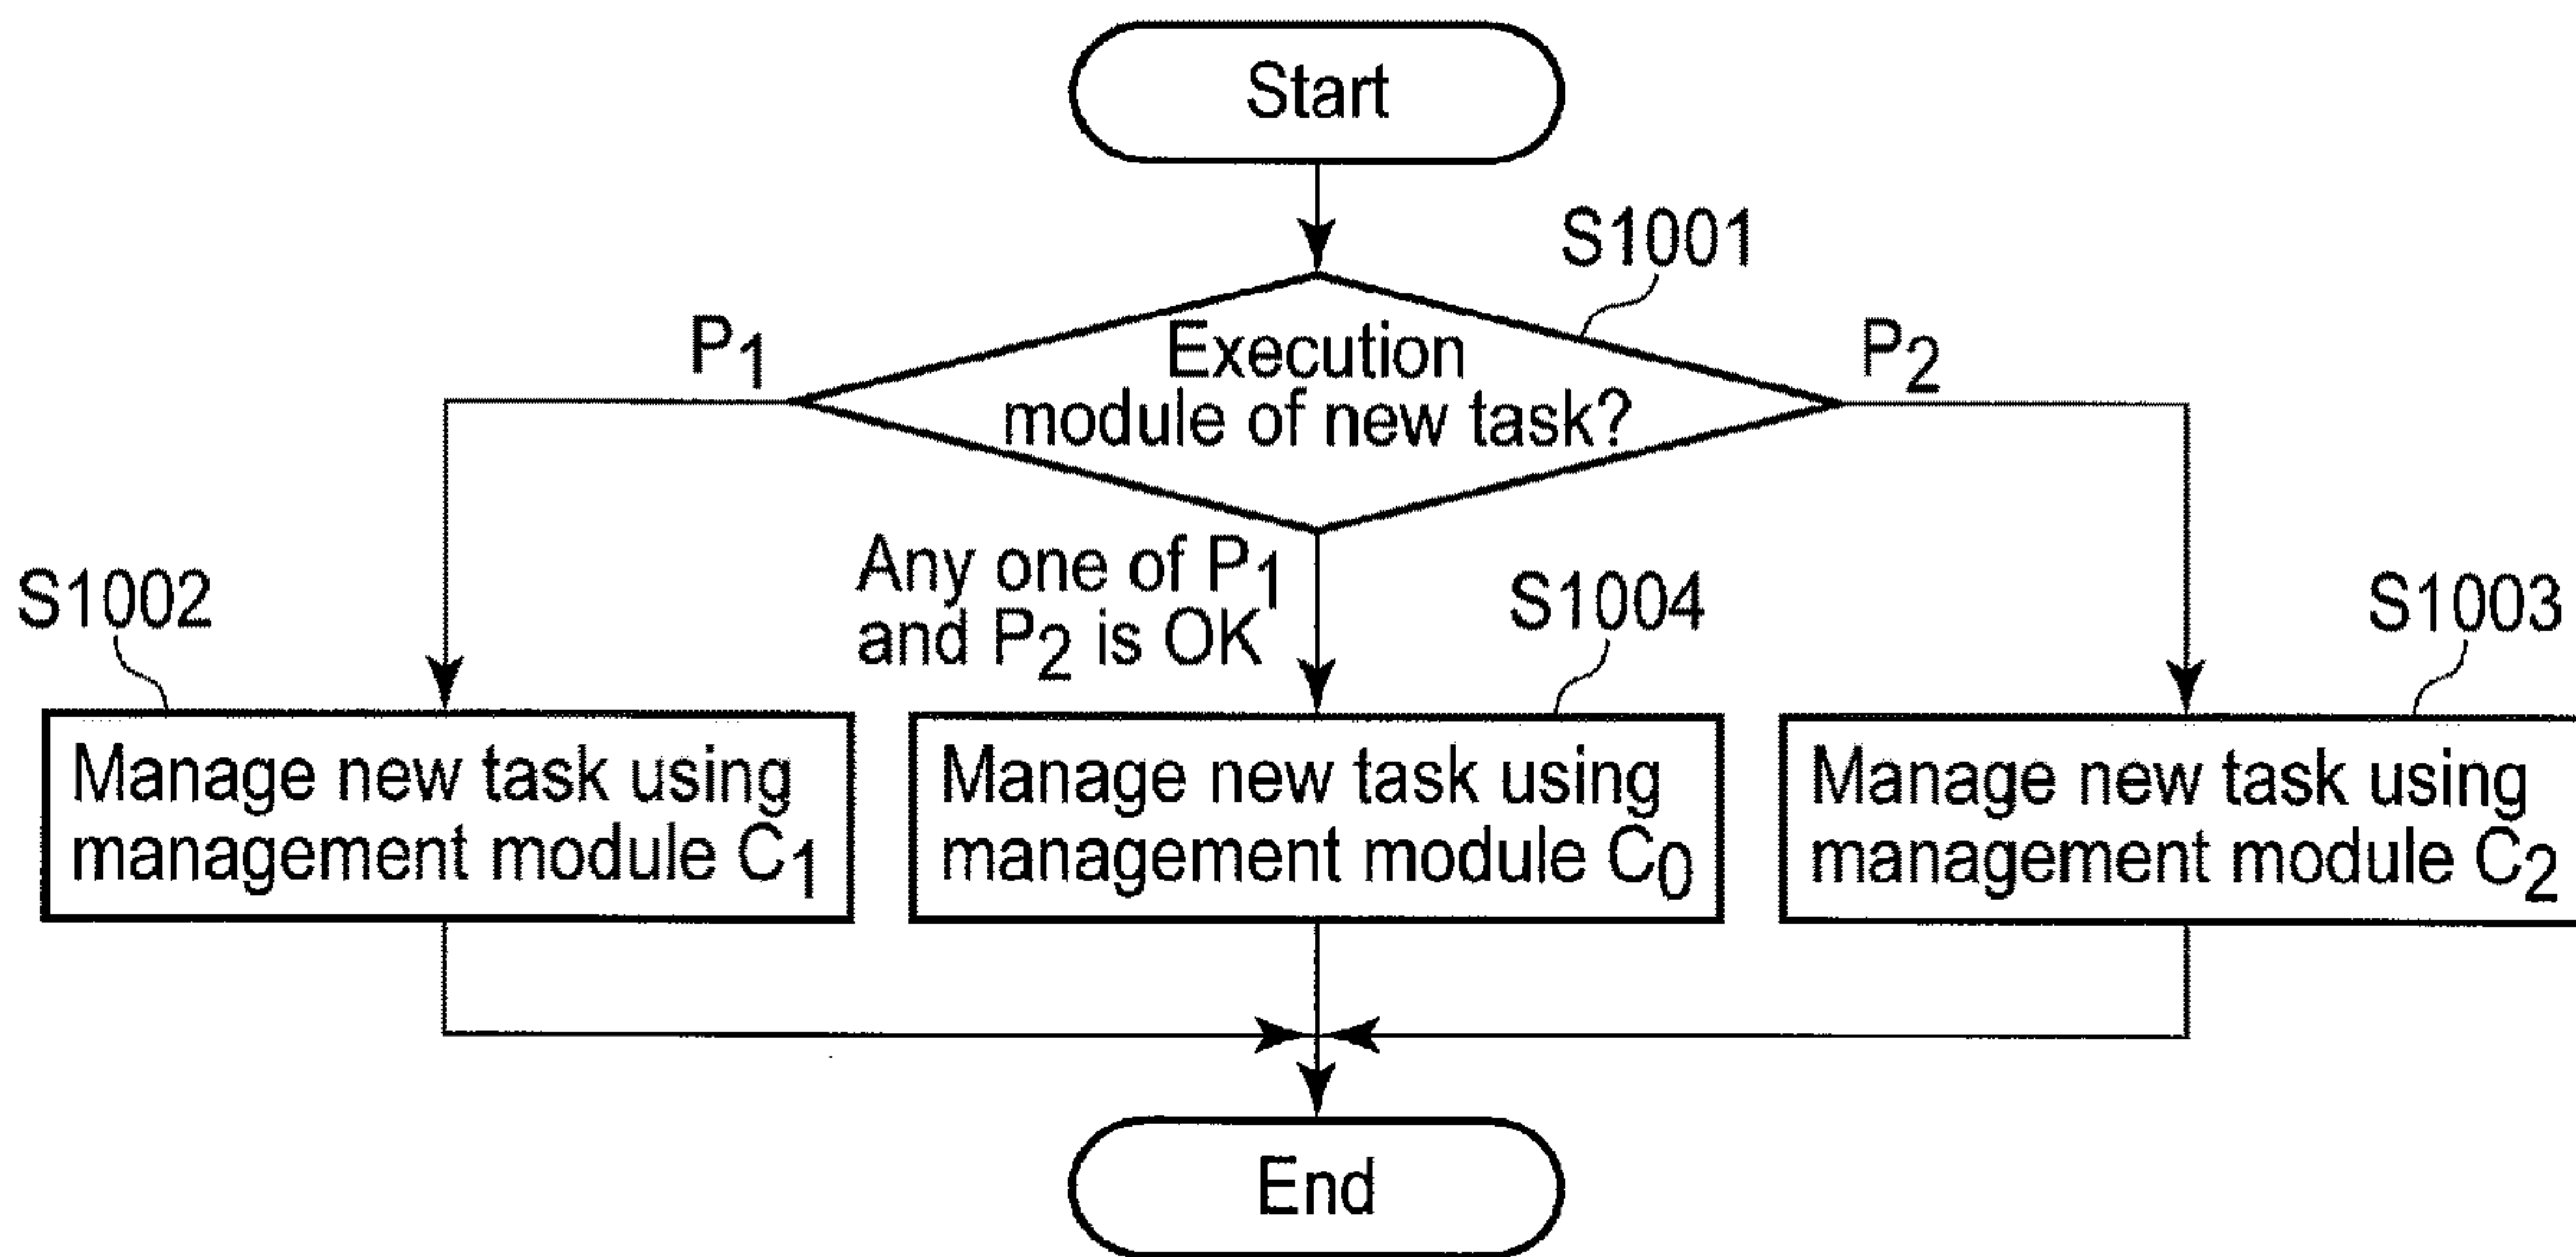 Start
S1001
P1
Execution
module of new task?
P2
Any one of P1
and P2 is OK
S1002
S1004
S1003
Manage new task using
management module C1
Manage new task using
management module C0
Manage new task using
management module C2
End